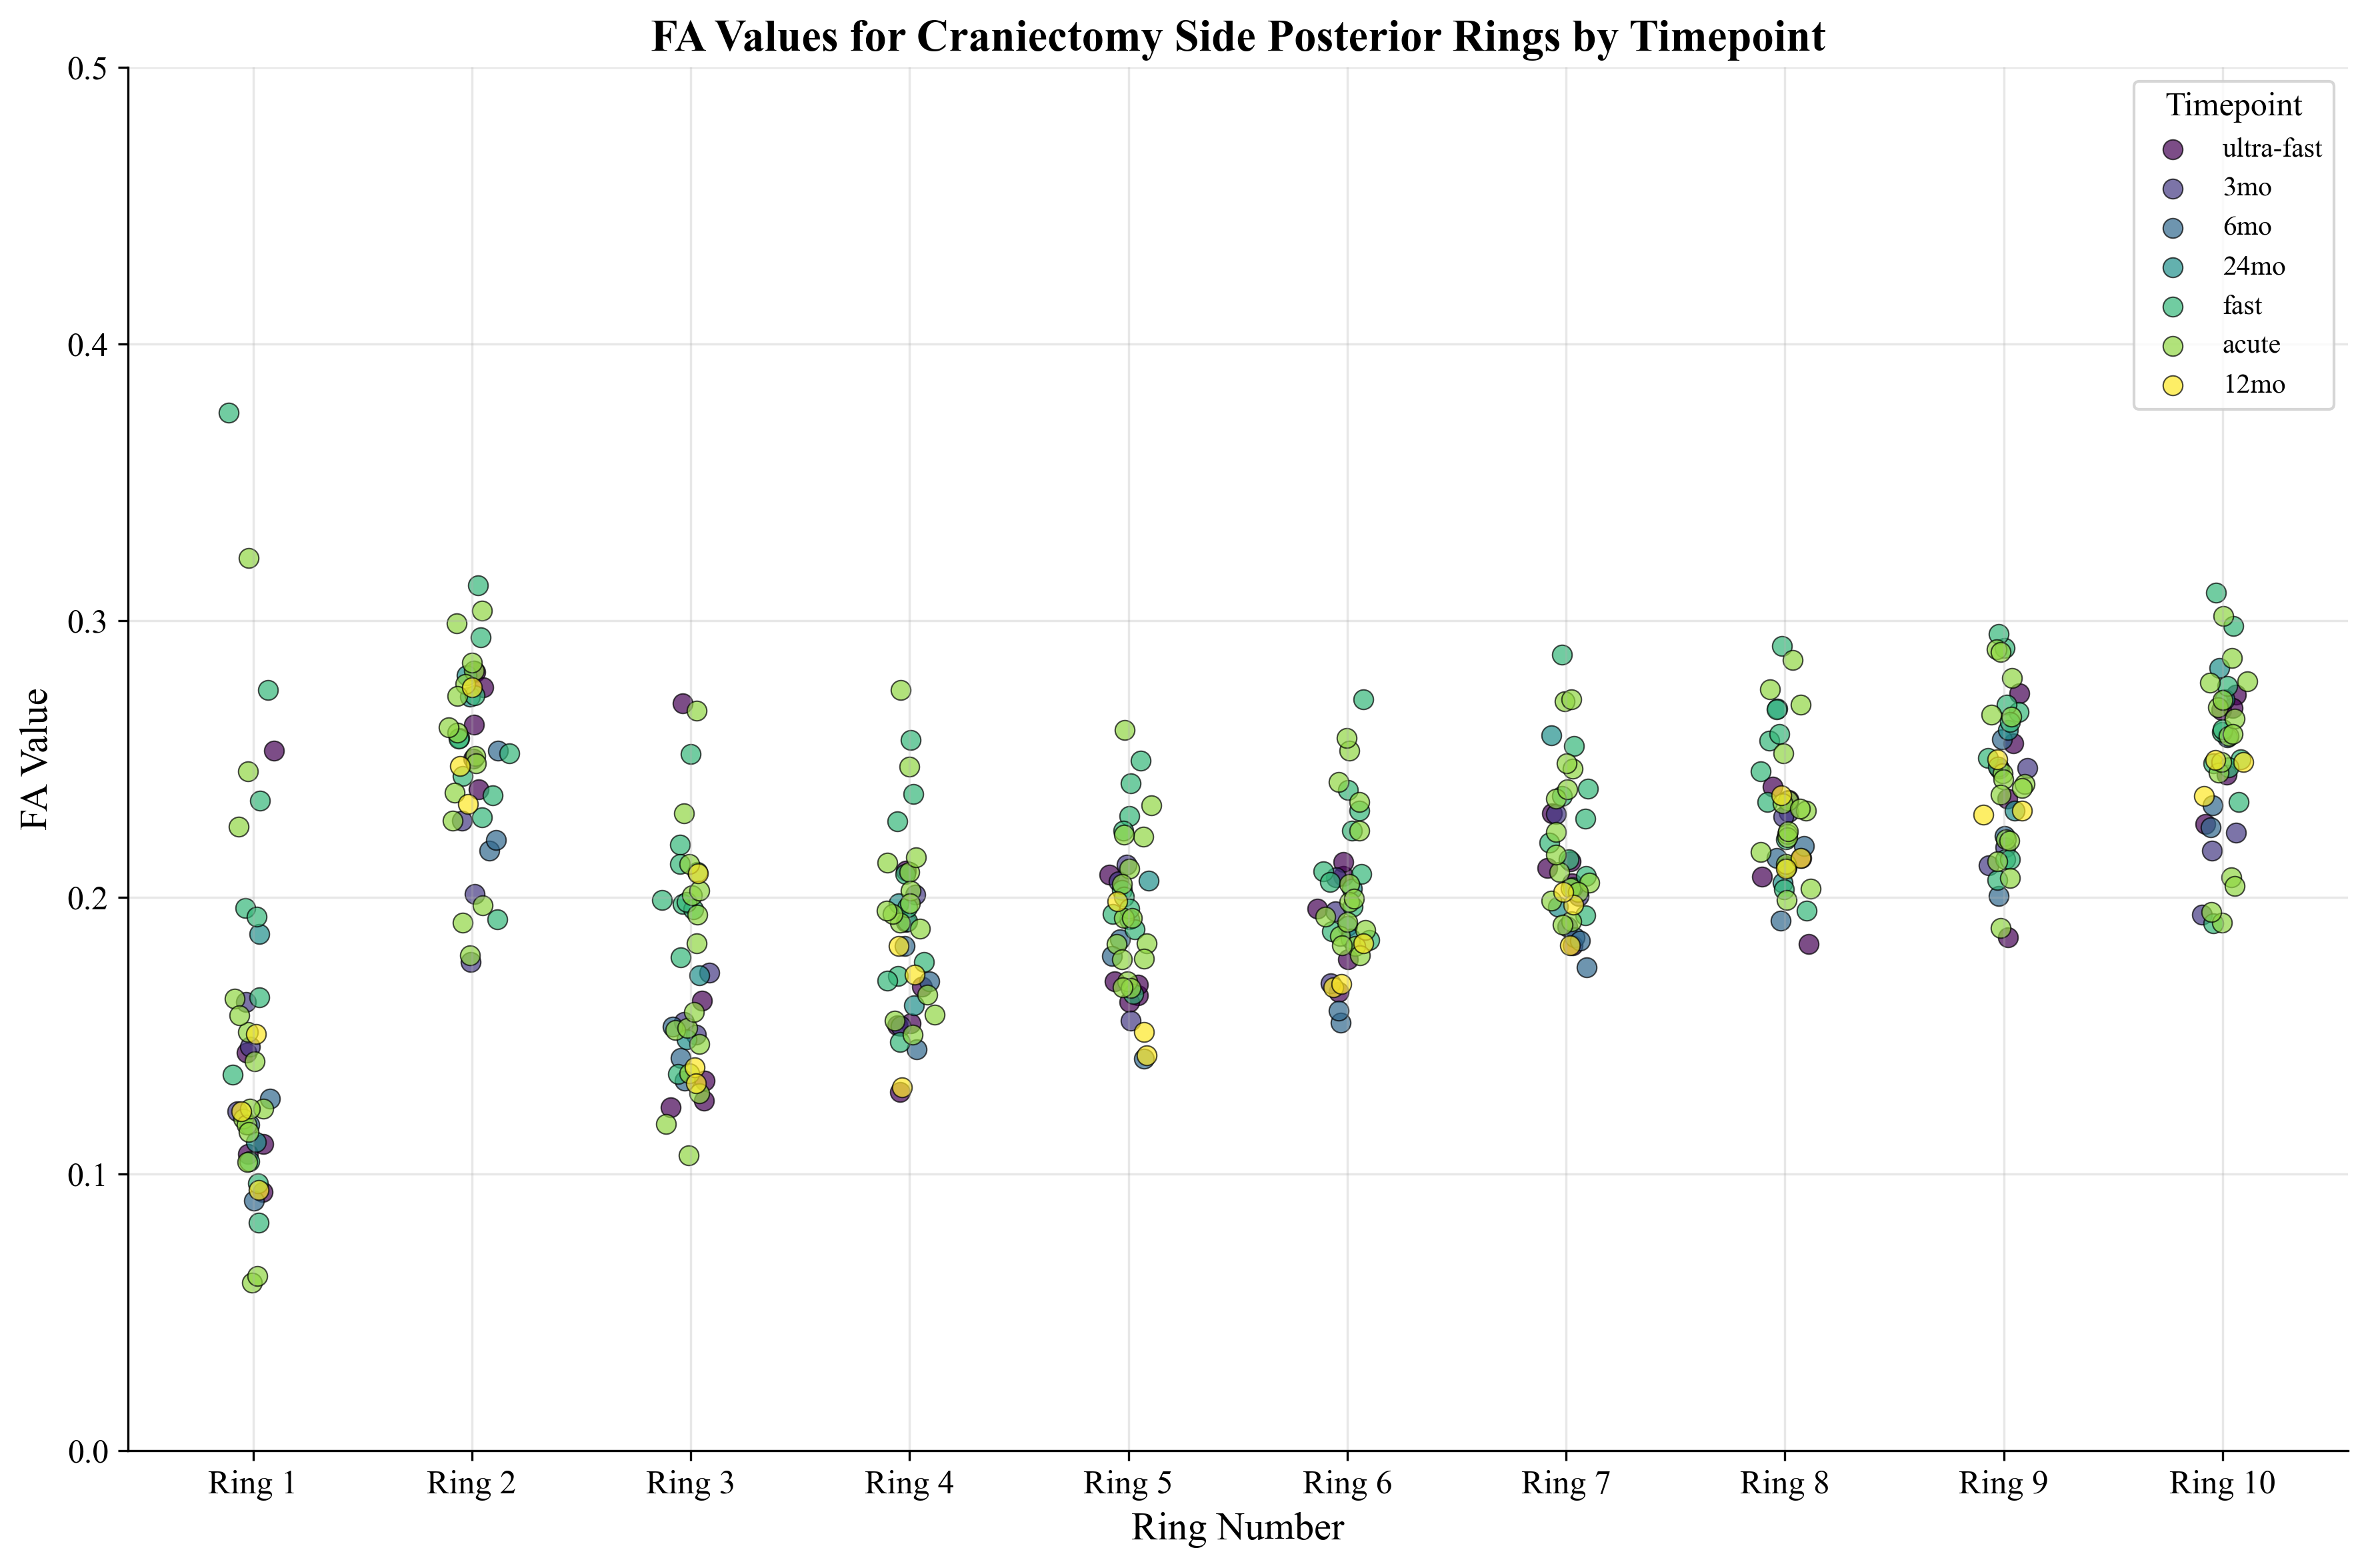 FA Values for Craniectomy Side Posterior Rings by Timepoint
0.5
0.4
0.3
0.2
0.1
0.0
FA Value
Timepoint
ultra-fast
3mo
6mo
24mo
fast
acute
12mo
Ring 1 Ring 2 Ring 3 Ring 4 Ring 5 Ring 6 Ring 7 Ring 8 Ring 9 Ring 10
Ring Number